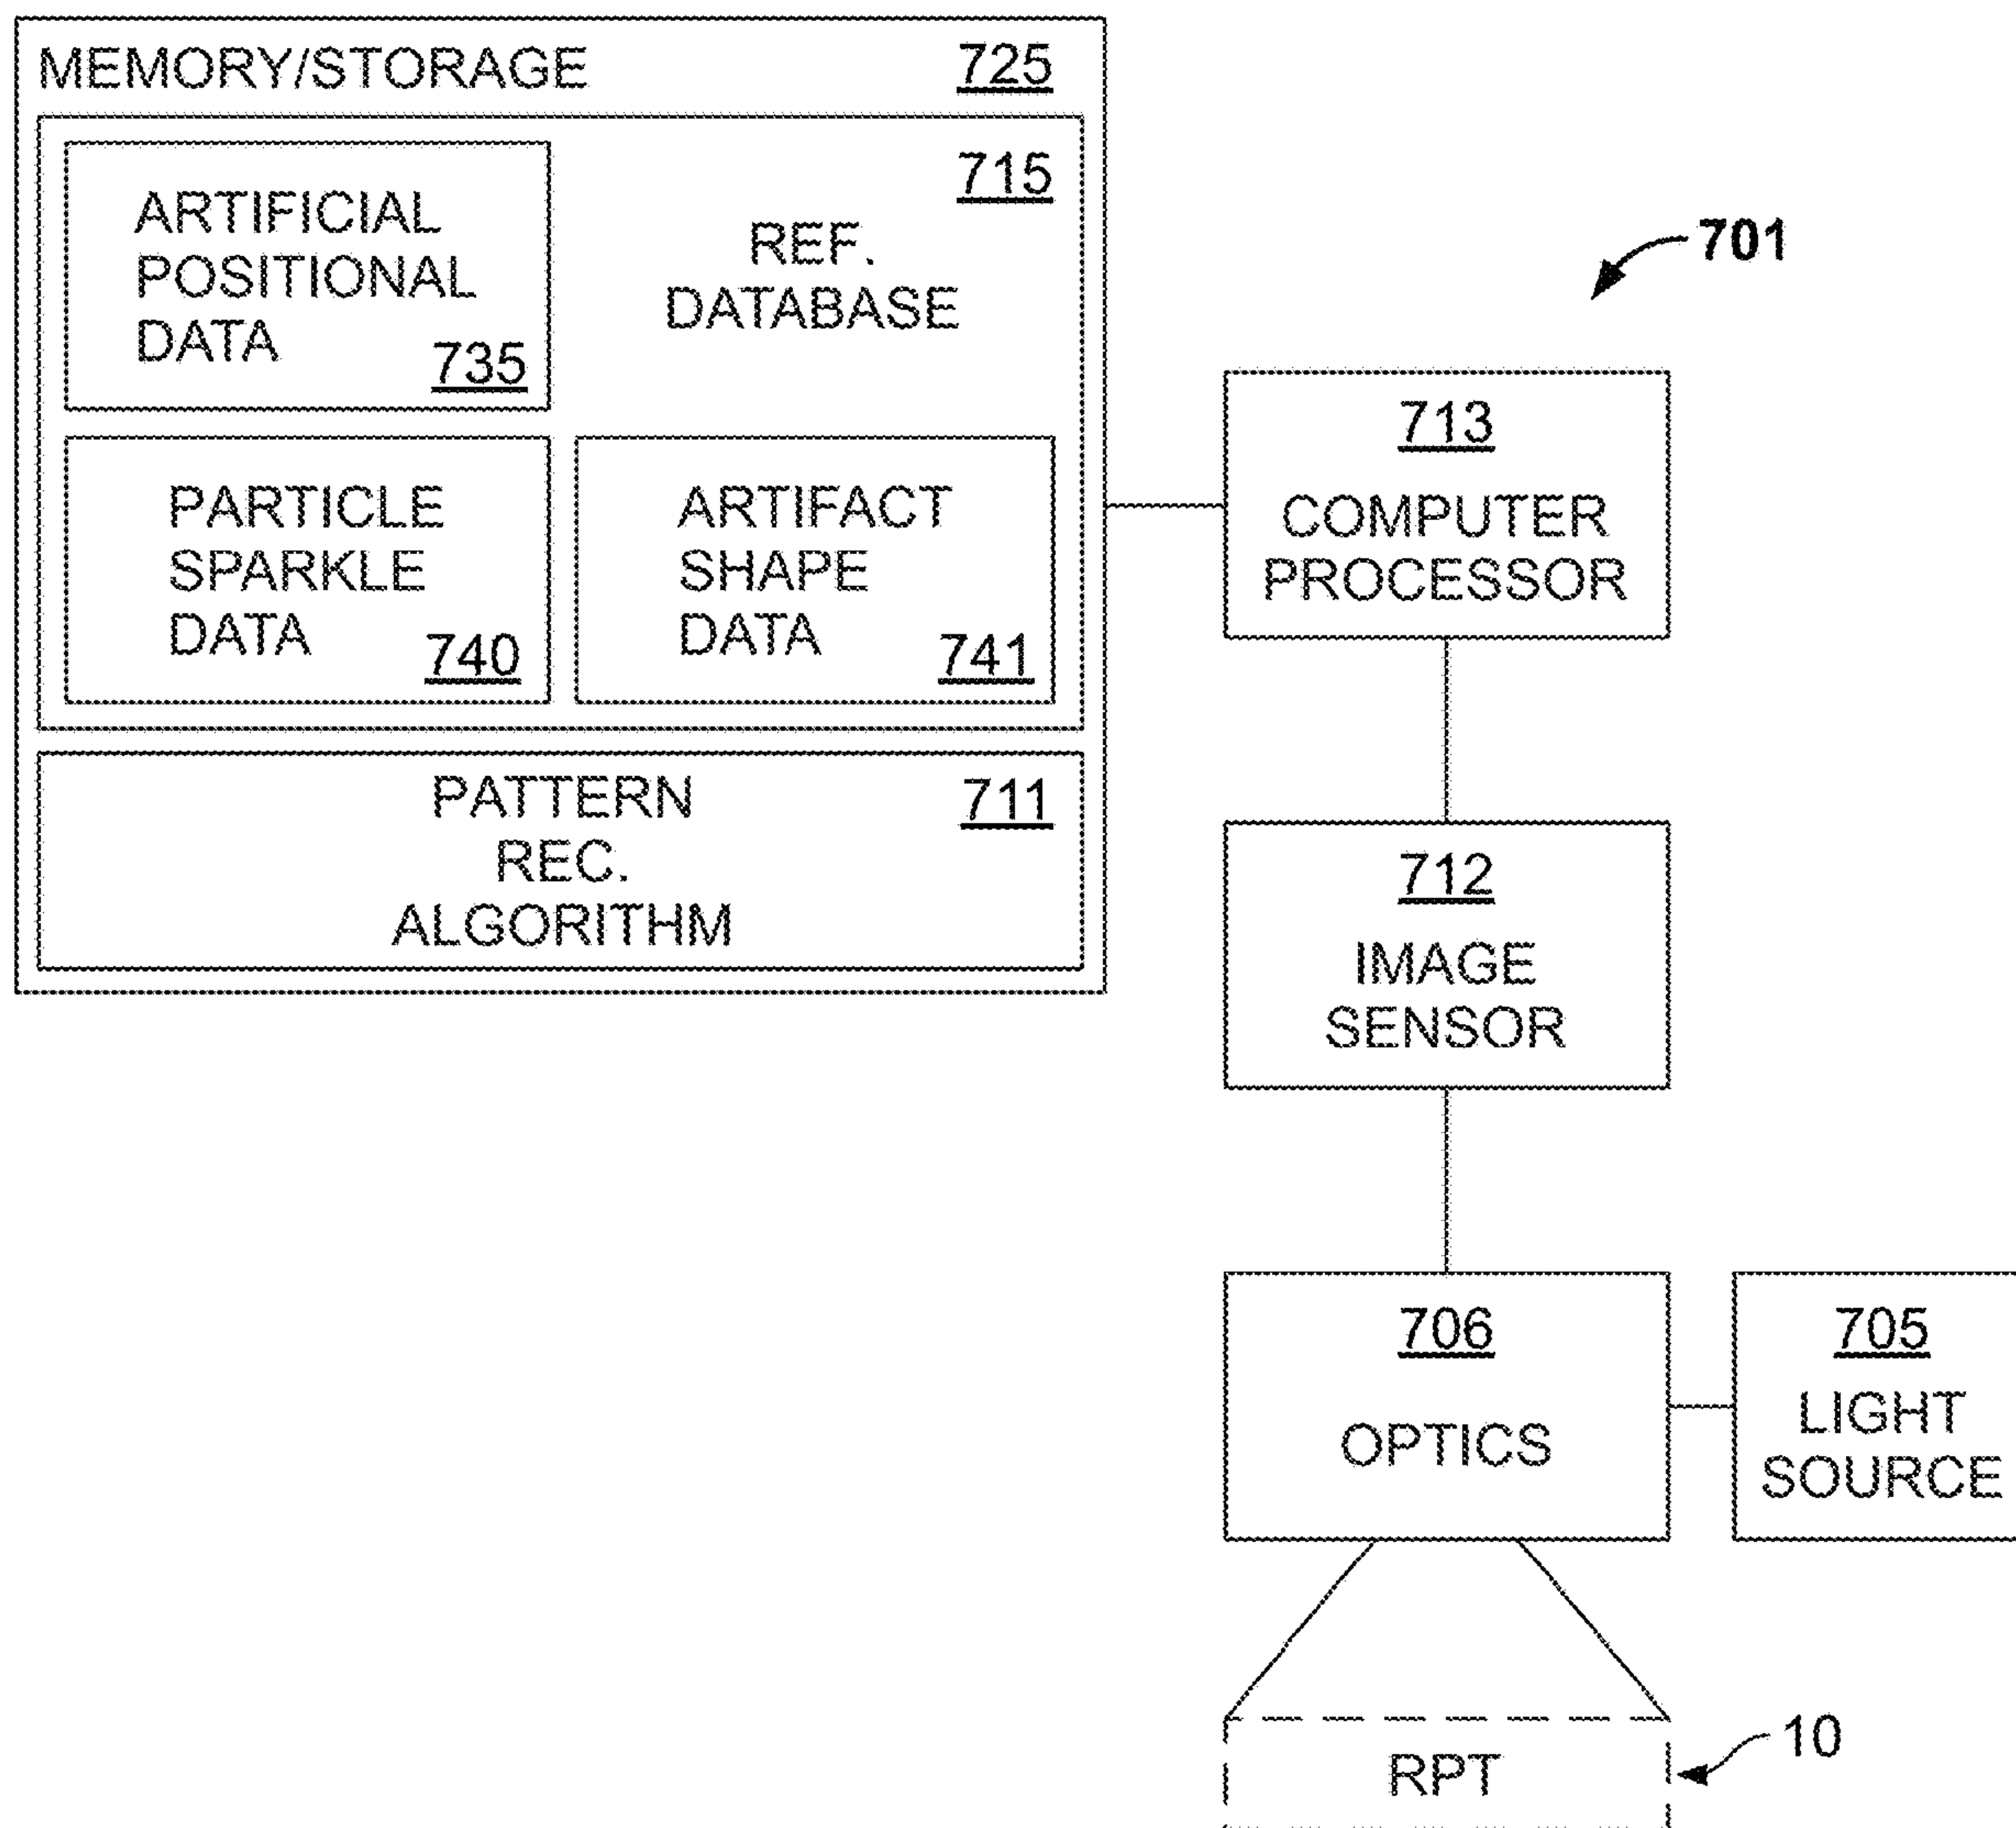 MEMORY/STORAGE 725
ARTIFICIAL
POSITIONAL
DATA
735
715
REF.
DATABASE
PARTICLE
SPARKLE
DATA
740
ARTIFACT
SHAPE
DATA
741
PATTERN
REC.
ALGORITHM
711
701
713
COMPUTER
PROCESSOR
712
IMAGE
SENSOR
706
OPTICS
705
LIGHT
SOURCE
RPT
10